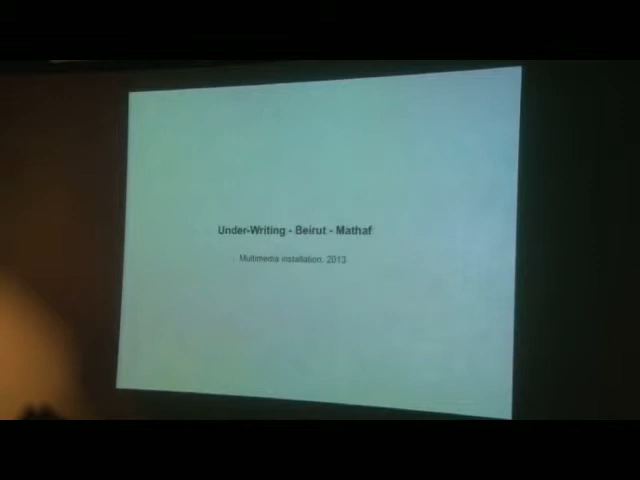 Under-Writing - Beirut - Mathaf
Multimedia installation. 2013